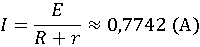 I = E / (R + r) ≈ 0,7742 (A)